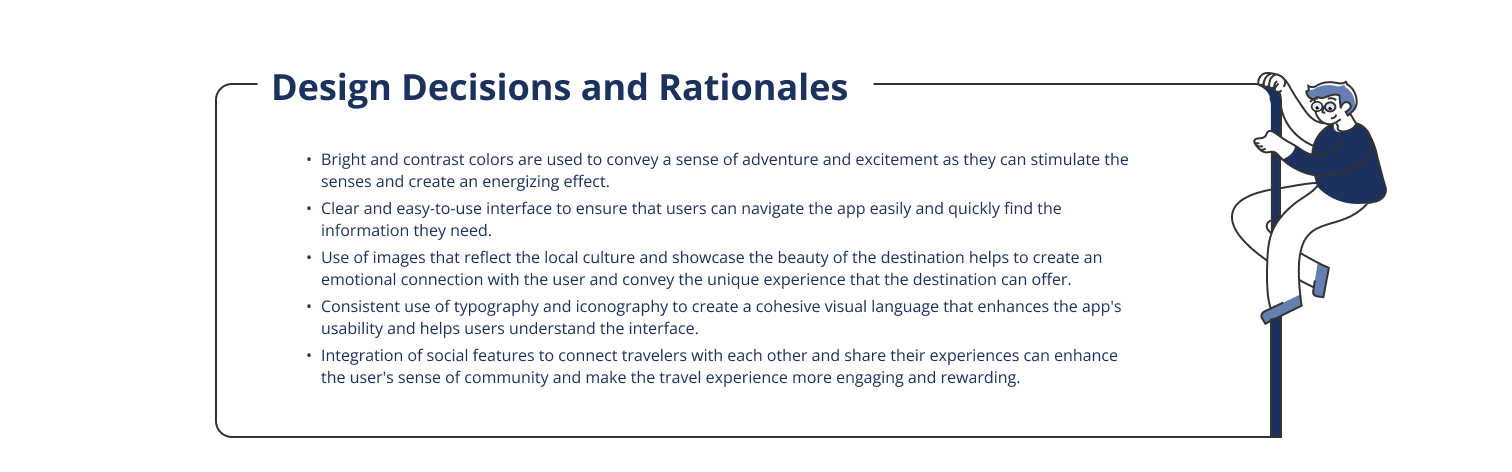 Design Decisions and Rationales
• Bright and contrast colors are used to convey a sense of adventure and excitement as they can stimulate the
senses and create an energizing effect.
• Clear and easy-to-use interface to ensure that users can navigate the app easily and quickly find the
information they need.
• Use of images that reflect the local culture and showcase the beauty of the destination helps to create an
emotional connection with the user and convey the unique experience that the destination can offer.
• Consistent use of typography and iconography to create a cohesive visual language that enhances the app's
usability and helps users understand the interface.
• Integration of social features to connect travelers with each other and share their experiences can enhance
the user's sense of community and make the travel experience more engaging and rewarding.